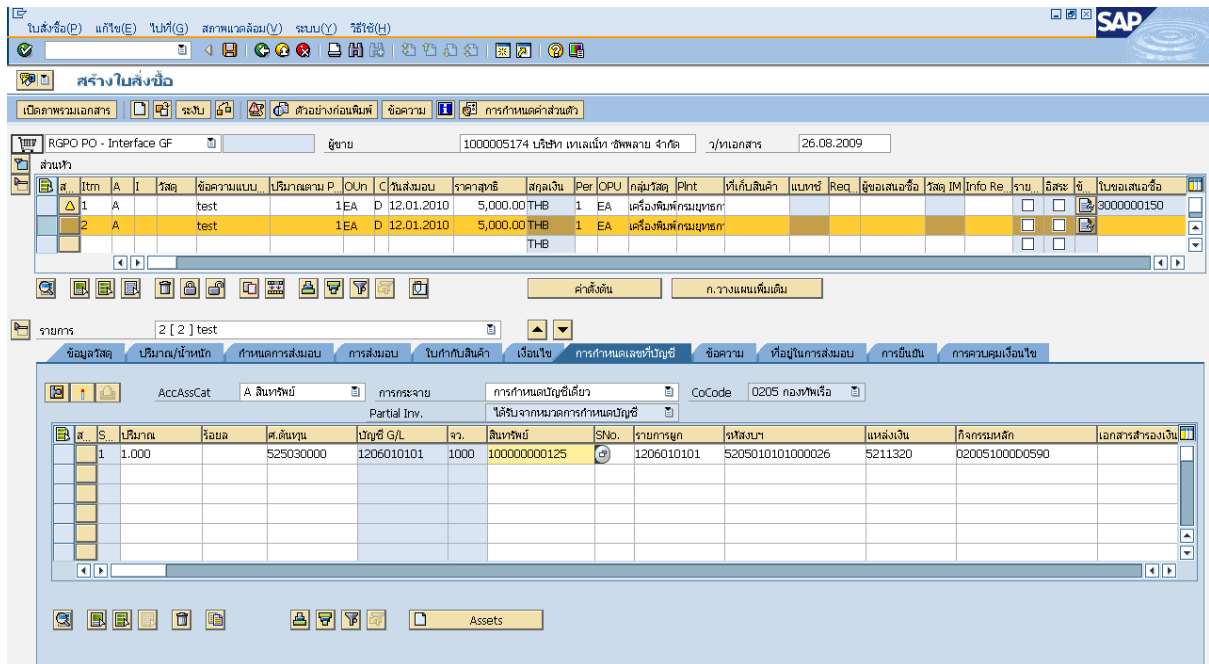 ใบสั่งซื้อ(P) แก้ไข(E) ไปที่(G) สภาพแวดล้อม(V) ระบบ(Y) วิธีใช้(H)
SAP
สร้างใบสั่งซื้อ
เปิดภาพรวมเอกสาร ระงับ ตัวอย่างก่อนพิมพ์ ข้อความ การกำหนดค่าส่วนตัว
RGPO PO - Interface GF ผู้ขาย 1000005174 บริษัท เทเลเน็ท ซัพพลาย จำกัด ว/ทเอกสาร 26.08.2009
ส่วนหัว
ส... Itm A I วัสดุ ข้อความแบบ... ปริมาณตาม P... OUn C วันส่งมอบ ราคาสุทธิ สกุลเงิน Per OPU กลุ่มวัสดุ Plnt ที่เก็บสินค้า แบทช์ Req... ผู้ขอเสนอซื้อ วัสดุ IM Info Re... ราย... อิสระ ข้... ใบขอเสนอซื้อ
1 A test 1 EA D 12.01.2010 5,000.00 THB 1 EA เครื่องพิมพ์ กรมยุทธกา 3000000150
2 A test 1 EA D 12.01.2010 5,000.00 THB 1 EA เครื่องพิมพ์ กรมยุทธกา
THB
ค่าตั้งต้น ก.วางแผนเพิ่มเติม
รายการ 2 [ 2 ] test
ข้อมูลวัสดุ ปริมาณ/น้ำหนัก กำหนดการส่งมอบ การส่งมอบ ใบกำกับสินค้า เงื่อนไข การกำหนดเลขที่บัญชี ข้อความ ที่อยู่ในการส่งมอบ การยืนยัน การควบคุมเงื่อนไข
AccAssCat A สินทรัพย์ การกระจาย การกำหนดบัญชีเดี่ยว CoCode 0205 กองทัพเรือ
Partial Inv. ได้รับจากหมวดการกำหนดบัญชี
ส... S... ปริมาณ ร้อยล ศ.ต้นทุน บัญชี G/L จว. สินทรัพย์ SNo. รายการผูก รหัสงบฯ แหล่งเงิน กิจกรรมหลัก เอกสารสำรองเงิน
1 1.000 525030000 1206010101 1000 100000000125 1206010101 5205010101000026 5211320 020051000D0590
Assets